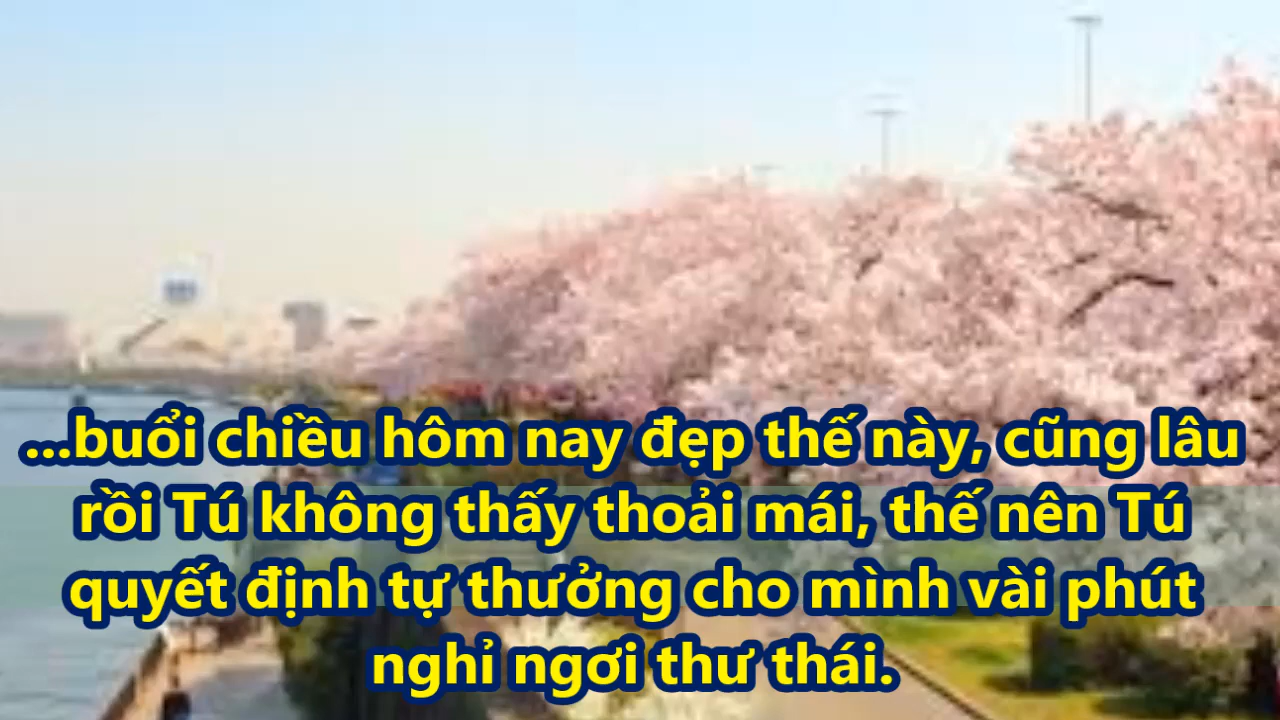 ...buổi chiều hôm nay đẹp thế này, cũng lâu
rồi Tú không thấy thoải mái, thế nên Tú
quyết định tự thưởng cho mình vài phút
nghỉ ngơi thư thái.